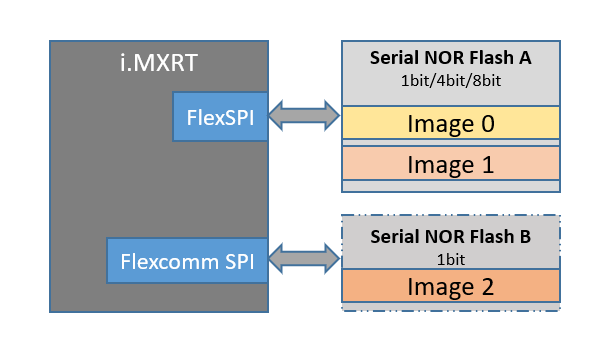 i.MXRT
FlexSPI
Flexcomm SPI
Serial NOR Flash A
1bit/4bit/8bit
Image 0
Image 1
Serial NOR Flash B
1bit
Image 2